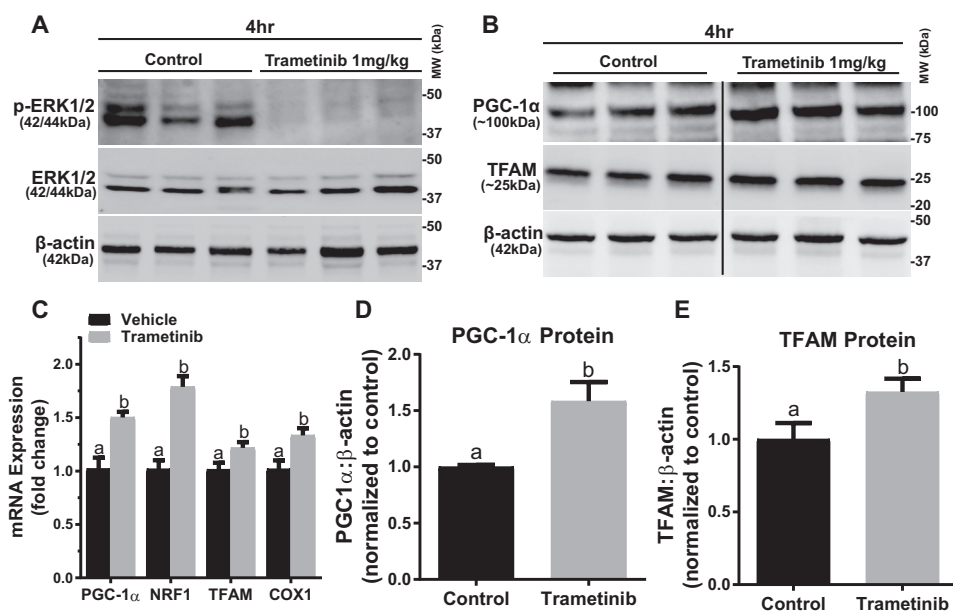 A
4hr
Control
Trametinib 1mg/kg
MW (kDa)
p-ERK1/2
(42/44kDa)
-50
-37
ERK1/2
(42/44kDa)
-50
-37
β-actin
(42kDa)
-50
-37
B
4hr
Control
Trametinib 1mg/kg
MW (kDa)
PGC-1α
(~100kDa)
-100
-75
TFAM
(~25kDa)
-25
-20
β-actin
(42kDa)
-50
-37
C
Vehicle
Trametinib
mRNA Expression
(fold change)
2.0
1.5
1.0
0.5
0.0
a
b
a
b
a
b
a
b
PGC-1α NRF1 TFAM COX1
D
PGC-1α Protein
PGC1α:β-actin
(normalized to control)
2.0
1.5
1.0
0.5
0.0
a
b
Control Trametinib
E
TFAM Protein
TFAM:β-actin
(normalized to control)
1.5
1.0
0.5
0.0
a
b
Control Trametinib